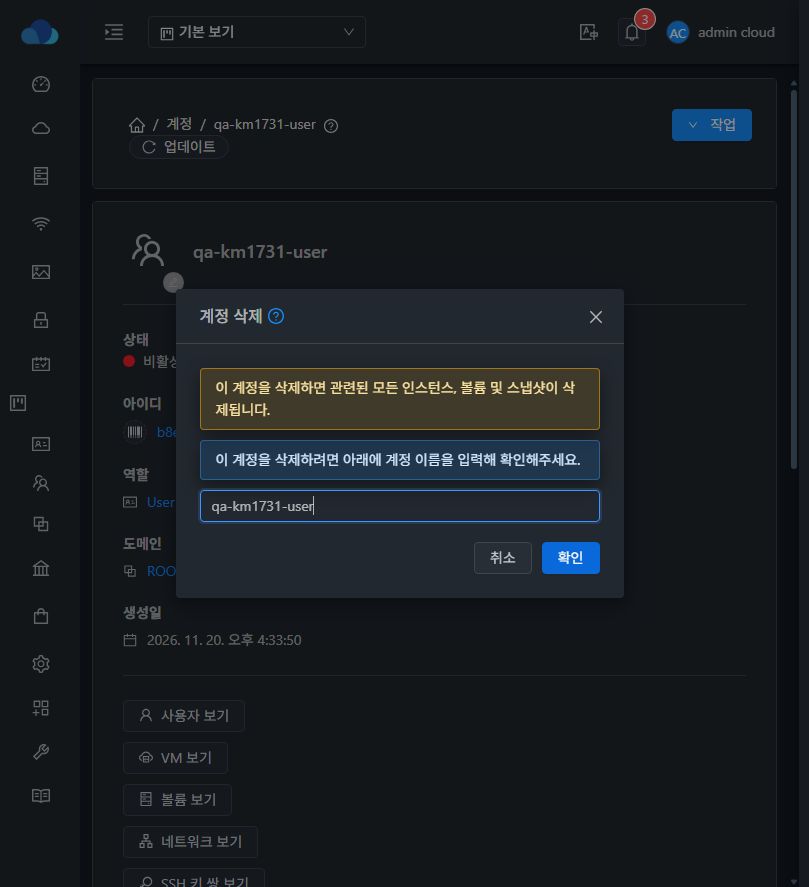 기본 보기
3
AC
admin cloud
/ 계정 / qa-km1731-user
작업
업데이트
qa-km1731-user
계정 삭제
이 계정을 삭제하면 관련된 모든 인스턴스, 볼륨 및 스냅샷이 삭
제됩니다.
이 계정을 삭제하려면 아래에 계정 이름을 입력해 확인해주세요.
qa-km1731-user
취소
확인
상태
비활성
아이디
b8e
역할
User
도메인
ROO
생성일
2026. 11. 20. 오후 4:33:50
사용자 보기
VM 보기
볼륨 보기
네트워크 보기
SSH 키 쌍 보기